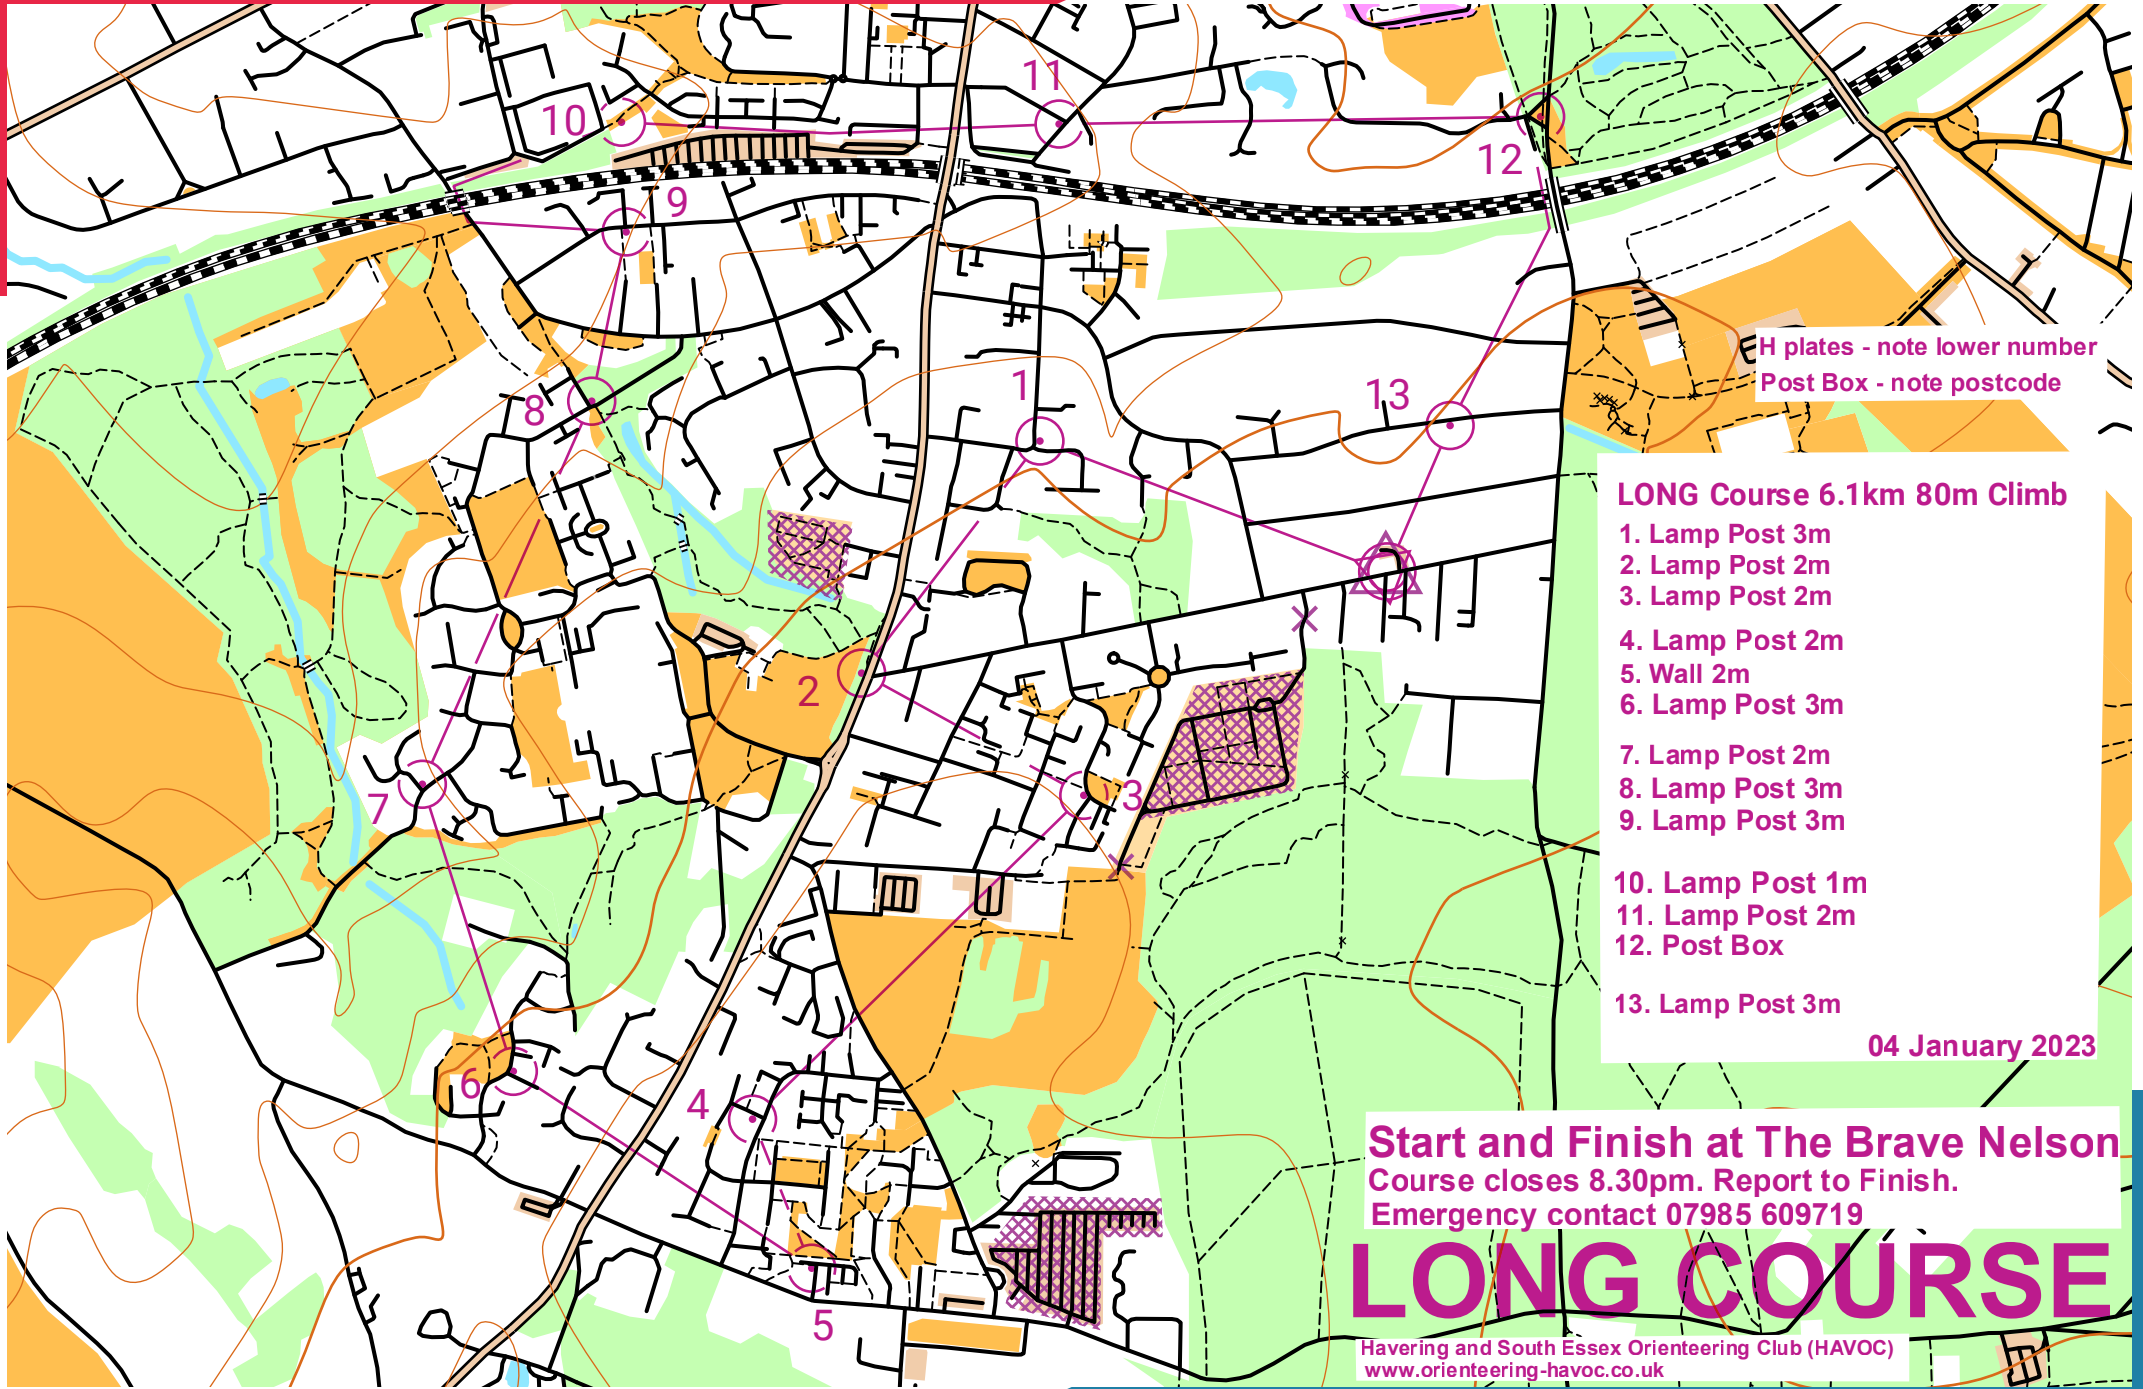 11
10
12
9
H plates - note lower number
Post Box - note postcode
1
13
8
LONG Course 6.1km 80m Climb
1. Lamp Post 3m
2. Lamp Post 2m
3. Lamp Post 2m
4. Lamp Post 2m
5. Wall 2m
6. Lamp Post 3m
7. Lamp Post 2m
8. Lamp Post 3m
9. Lamp Post 3m
10. Lamp Post 1m
11. Lamp Post 2m
12. Post Box
13. Lamp Post 3m
04 January 2023
2
3
7
6
4
5
Start and Finish at The Brave Nelson
Course closes 8.30pm. Report to Finish.
Emergency contact 07985 609719
LONG COURSE
Havering and South Essex Orienteering Club (HAVOC)
www.orienteering-havoc.co.uk